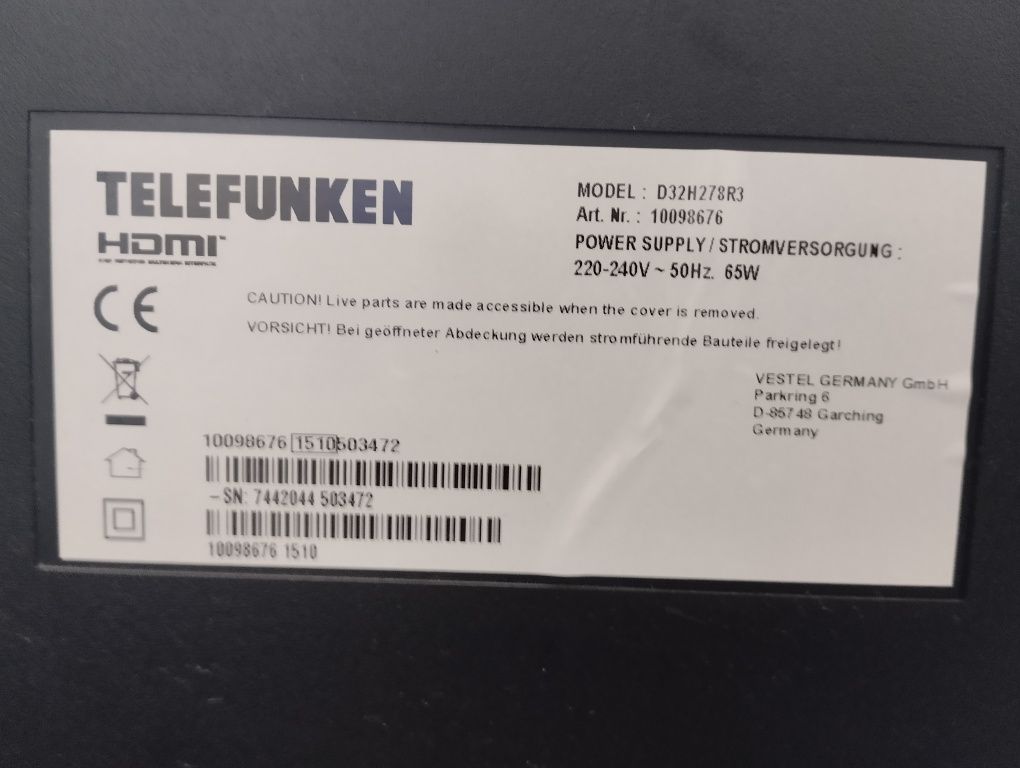 TELEFUNKEN
HDMI
MODEL : D32H278R3
Art. Nr. : 10098676
POWER SUPPLY / STROMVERSORGUNG :
220-240V ~ 50Hz. 65W
CE
CAUTION! Live parts are made accessible when the cover is removed.
VORSICHT! Bei geöffneter Abdeckung werden stromführende Bauteile freigelegt!
VESTEL GERMANY GmbH
Parkring 6
D-85748 Garching
Germany
10098676 1510 503472
SN: 7442044 503472
10098676 1510